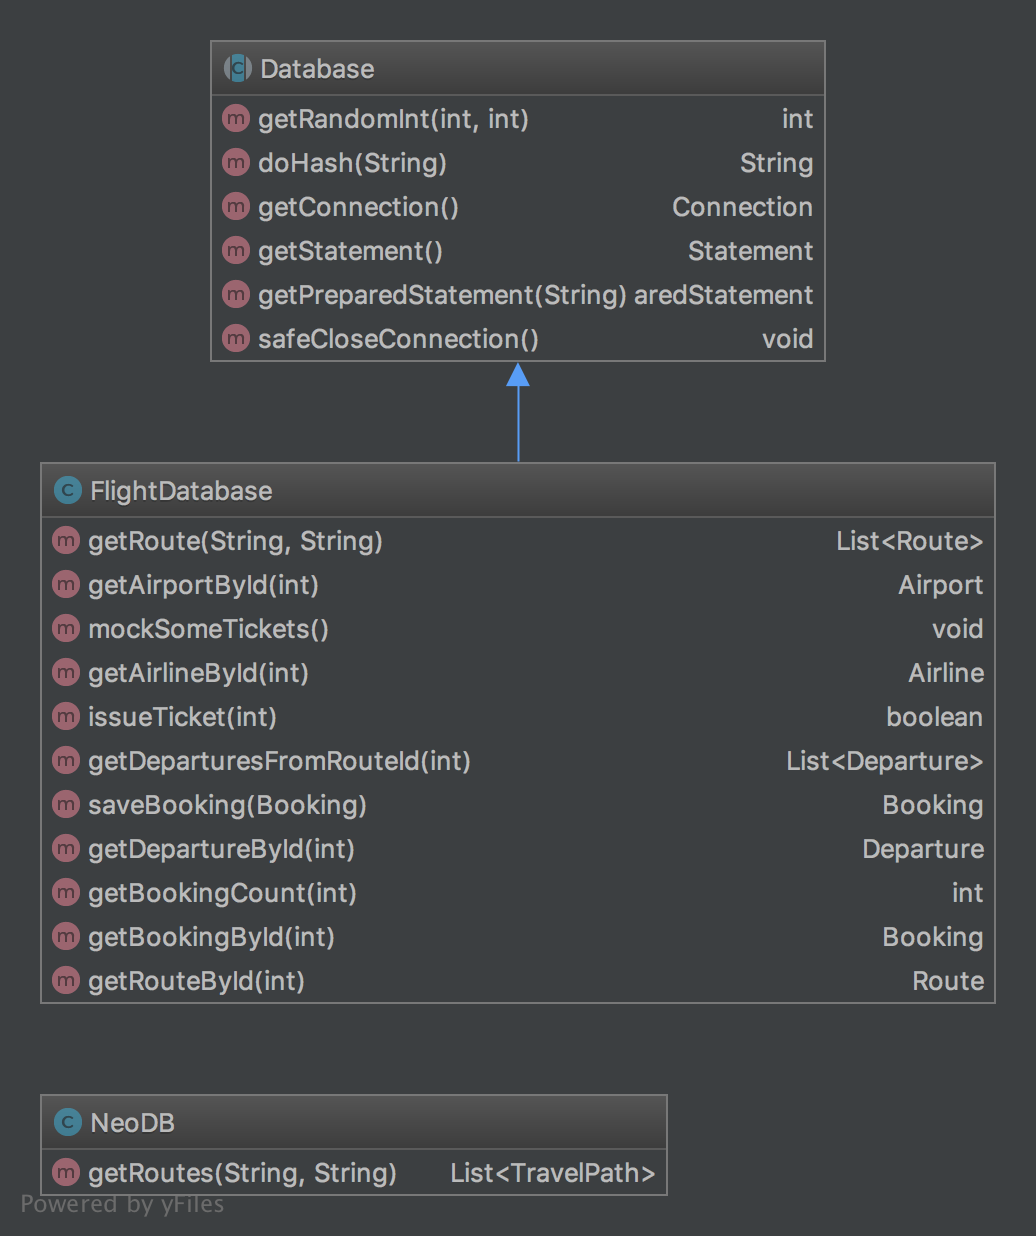 Database
getRandomInt(int, int) int
doHash(String) String
getConnection() Connection
getStatement() Statement
getPreparedStatement(String) aredStatement
safeCloseConnection() void
FlightDatabase
getRoute(String, String) List<Route>
getAirportById(int) Airport
mockSomeTickets() void
getAirlineById(int) Airline
issueTicket(int) boolean
getDeparturesFromRouteId(int) List<Departure>
saveBooking(Booking) Booking
getDepartureById(int) Departure
getBookingCount(int) int
getBookingById(int) Booking
getRouteById(int) Route
NeoDB
getRoutes(String, String) List<TravelPath>
Powered by yFiles